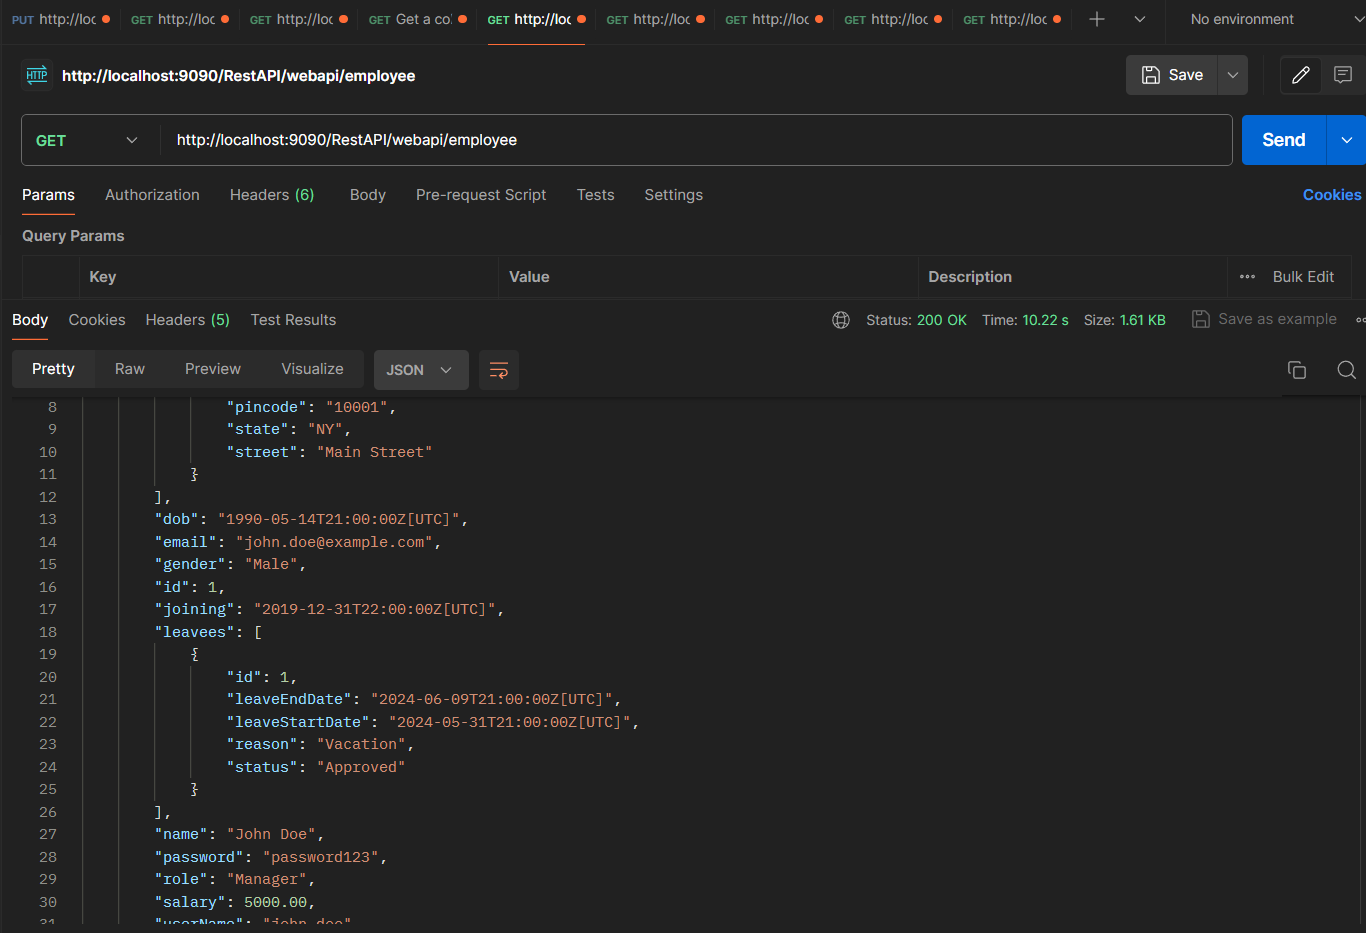 PUT http://loc GET http://loc GET http://loc GET Get a co GET http://loc GET http://loc GET http://loc GET http://loc GET http://loc No environment
HTTP http://localhost:9090/RestAPI/webapi/employee Save
GET http://localhost:9090/RestAPI/webapi/employee Send
Params Authorization Headers (6) Body Pre-request Script Tests Settings Cookies
Query Params
Key Value Description ••• Bulk Edit
Body Cookies Headers (5) Test Results Status: 200 OK Time: 10.22 s Size: 1.61 KB Save as example
Pretty Raw Preview Visualize JSON
8 "pincode": "10001",
9 "state": "NY",
10 "street": "Main Street"
11 }
12 ],
13 "dob": "1990-05-14T21:00:00Z[UTC]",
14 "email": "john.doe@example.com",
15 "gender": "Male",
16 "id": 1,
17 "joining": "2019-12-31T22:00:00Z[UTC]",
18 "leavees": [
19 {
20 "id": 1,
21 "leaveEndDate": "2024-06-09T21:00:00Z[UTC]",
22 "leaveStartDate": "2024-05-31T21:00:00Z[UTC]",
23 "reason": "Vacation",
24 "status": "Approved"
25 }
26 ],
27 "name": "John Doe",
28 "password": "password123",
29 "role": "Manager",
30 "salary": 5000.00,
31 "userName": "john_doe"